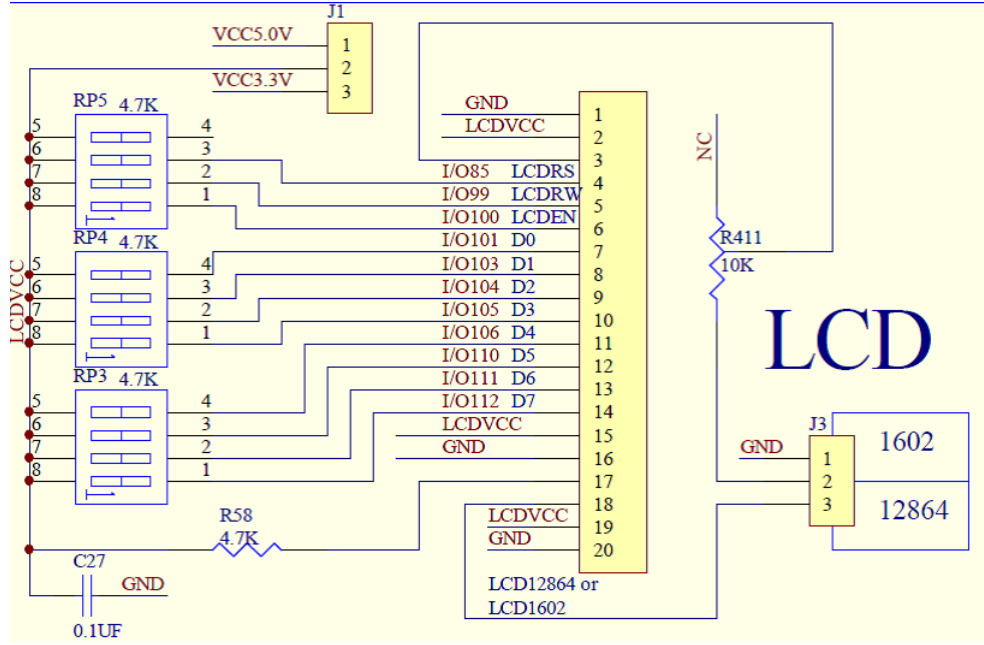 J1
VCC5.0V
1
2
VCC3.3V
3
RP5 4.7K
5 4
6 3
7 2
8 1
RP4 4.7K
5 4
6 3
7 2
8 1
RP3 4.7K
5 4
6 3
7 2
8 1
LCDVCC
R58
4.7K
C27
GND
0.1UF
GND 1
LCDVCC 2
3
I/O85 LCDRS 4
I/O99 LCDRW 5
I/O100 LCDEN 6
I/O101 D0 7
I/O103 D1 8
I/O104 D2 9
I/O105 D3 10
I/O106 D4 11
I/O110 D5 12
I/O111 D6 13
I/O112 D7 14
LCDVCC 15
GND 16
17
18
LCDVCC 19
GND 20
LCD12864 or
LCD1602
NC
R411
10K
LCD
J3
GND 1
2
3
1602
12864